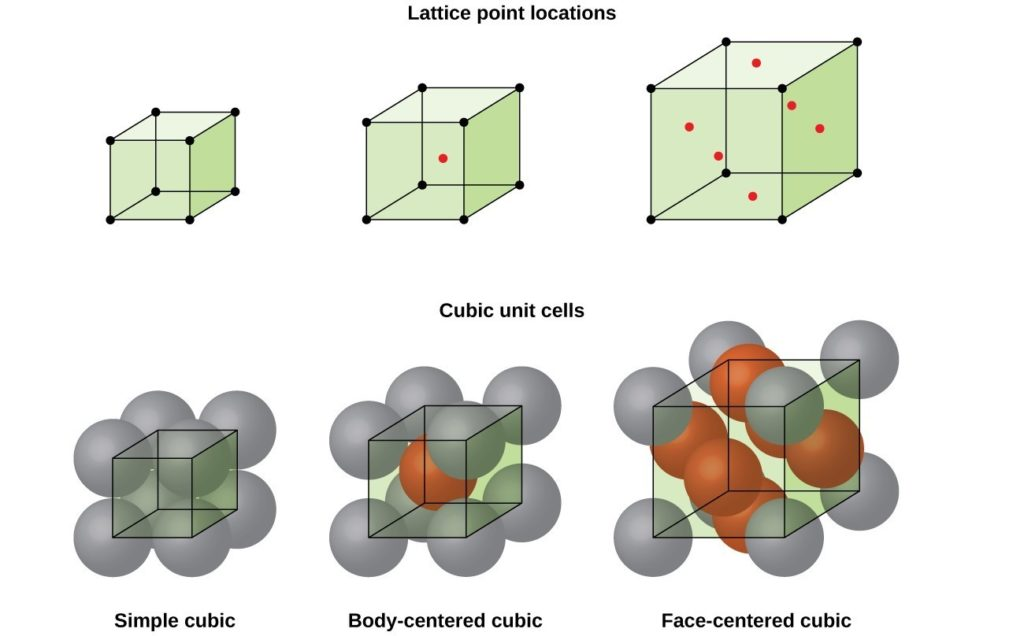 Lattice point locations
Cubic unit cells
Simple cubic
Body-centered cubic
Face-centered cubic